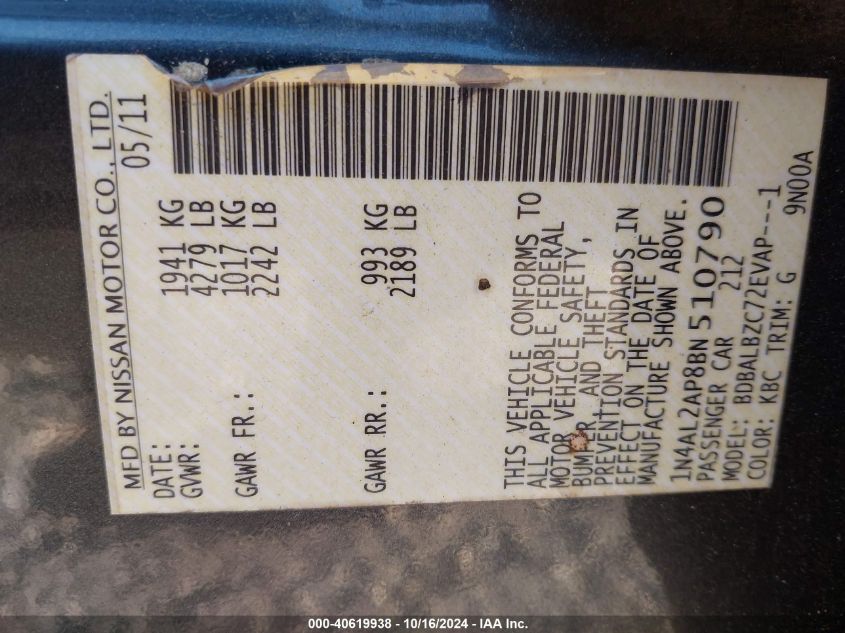 MFD BY NISSAN MOTOR CO., LTD.
DATE: 05/11
GVWR: 1941 KG
4279 LB
GAWR FR.: 1017 KG
2242 LB
GAWR RR.: 993 KG
2189 LB
THIS VEHICLE CONFORMS TO
ALL APPLICABLE FEDERAL
MOTOR VEHICLE SAFETY,
BUMPER, AND THEFT
PREVENTION STANDARDS IN
EFFECT ON THE DATE OF
MANUFACTURE SHOWN ABOVE.
1N4AL2AP8BN510790
PASSENGER CAR 212
MODEL: BDBALBZC72EVAP---1
COLOR: KBC TRIM: G 9N00A
000-40619938 - 10/16/2024 - IAA Inc.